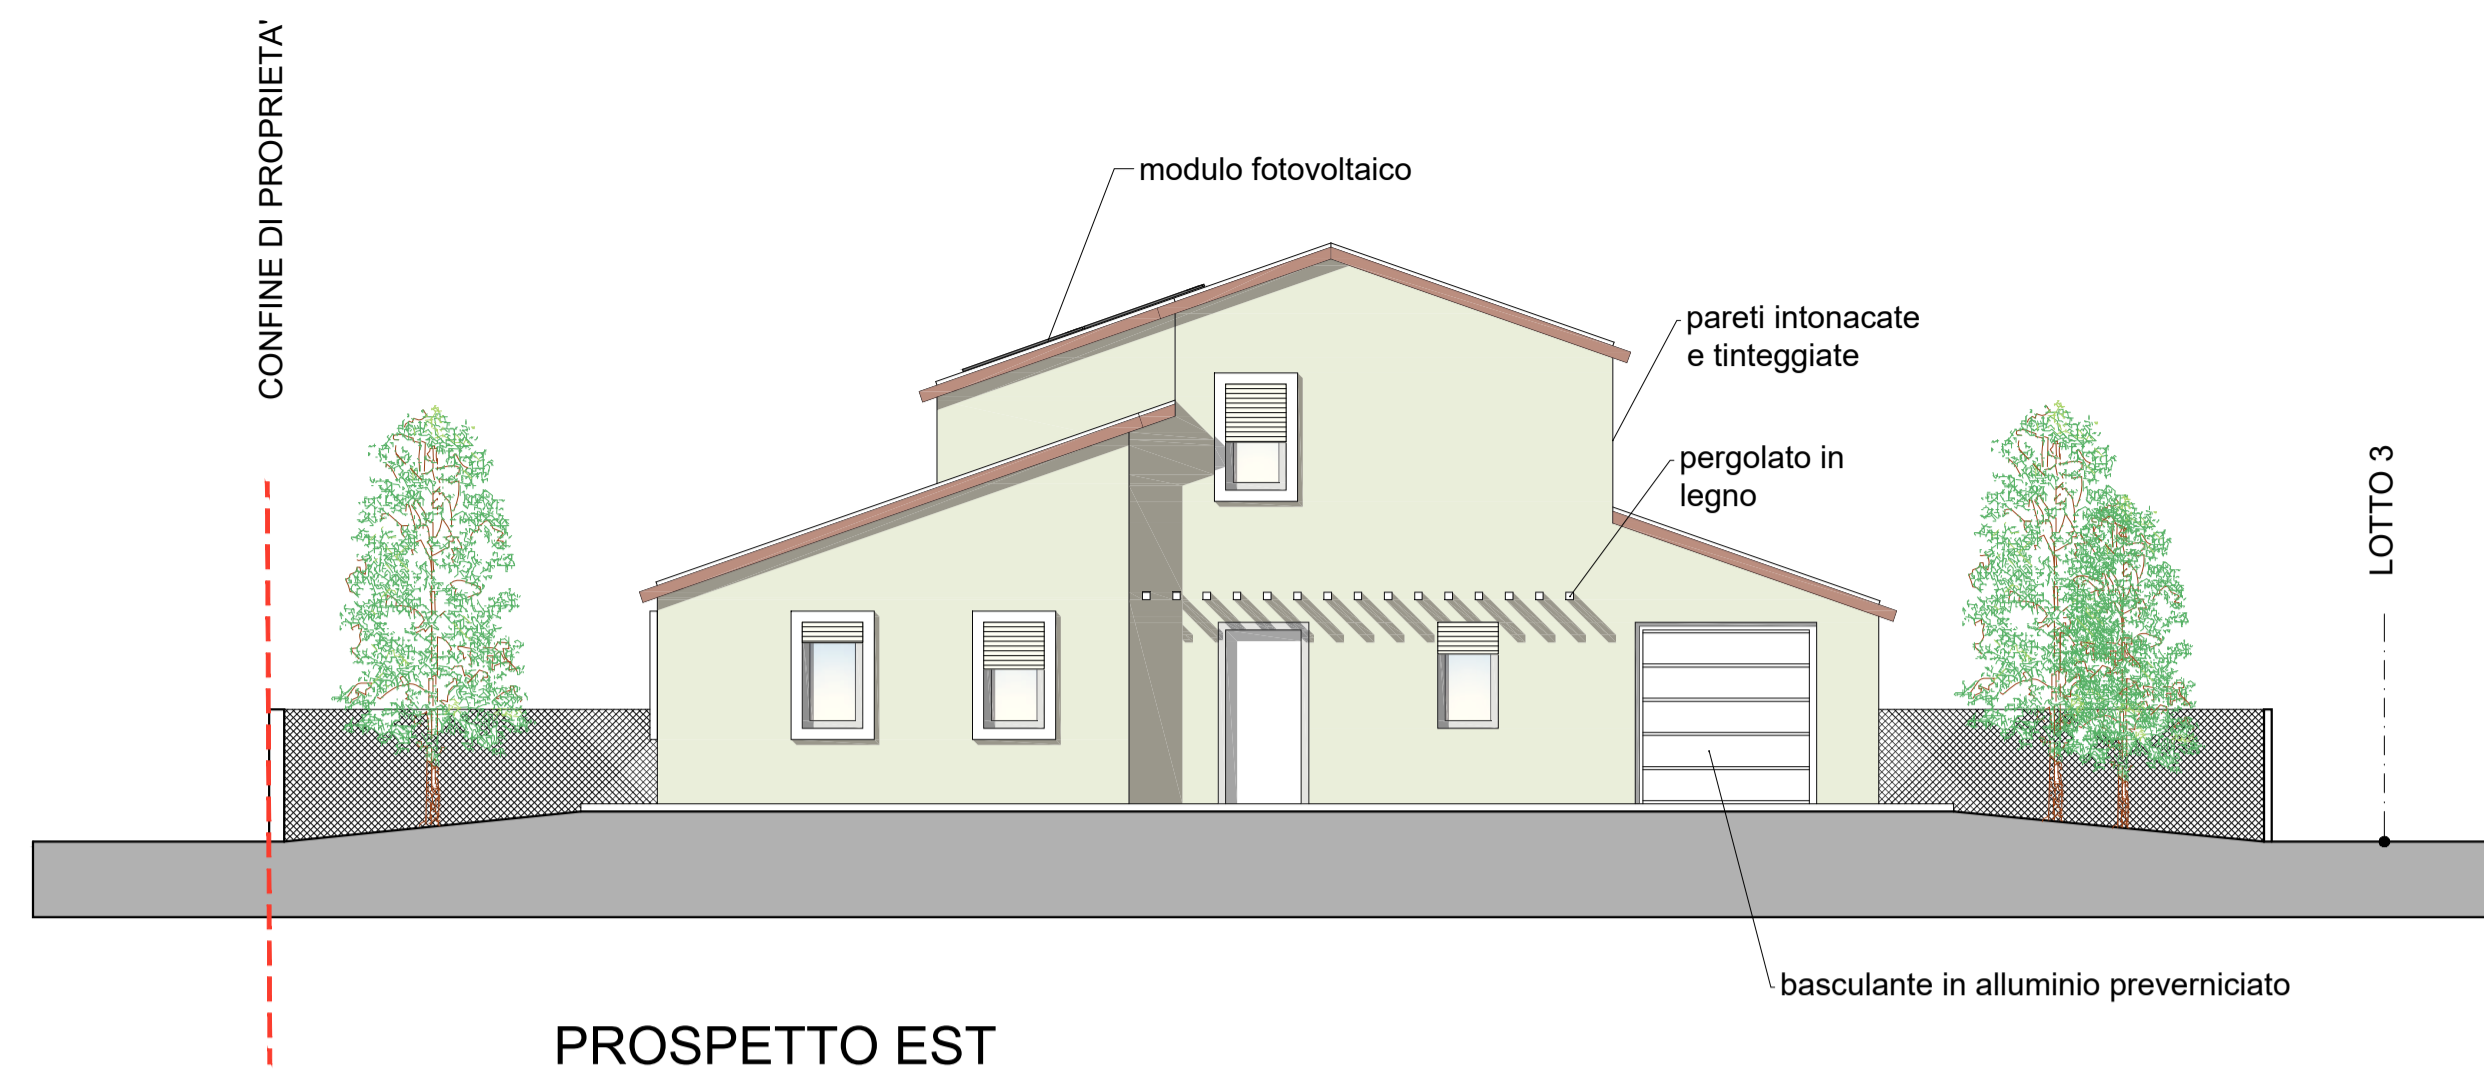 CONFINE DI PROPRIETA'
modulo fotovoltaico
pareti intonacate
e tinteggiate
pergolato in
legno
LOTTO 3
basculante in alluminio preverniciato
PROSPETTO EST